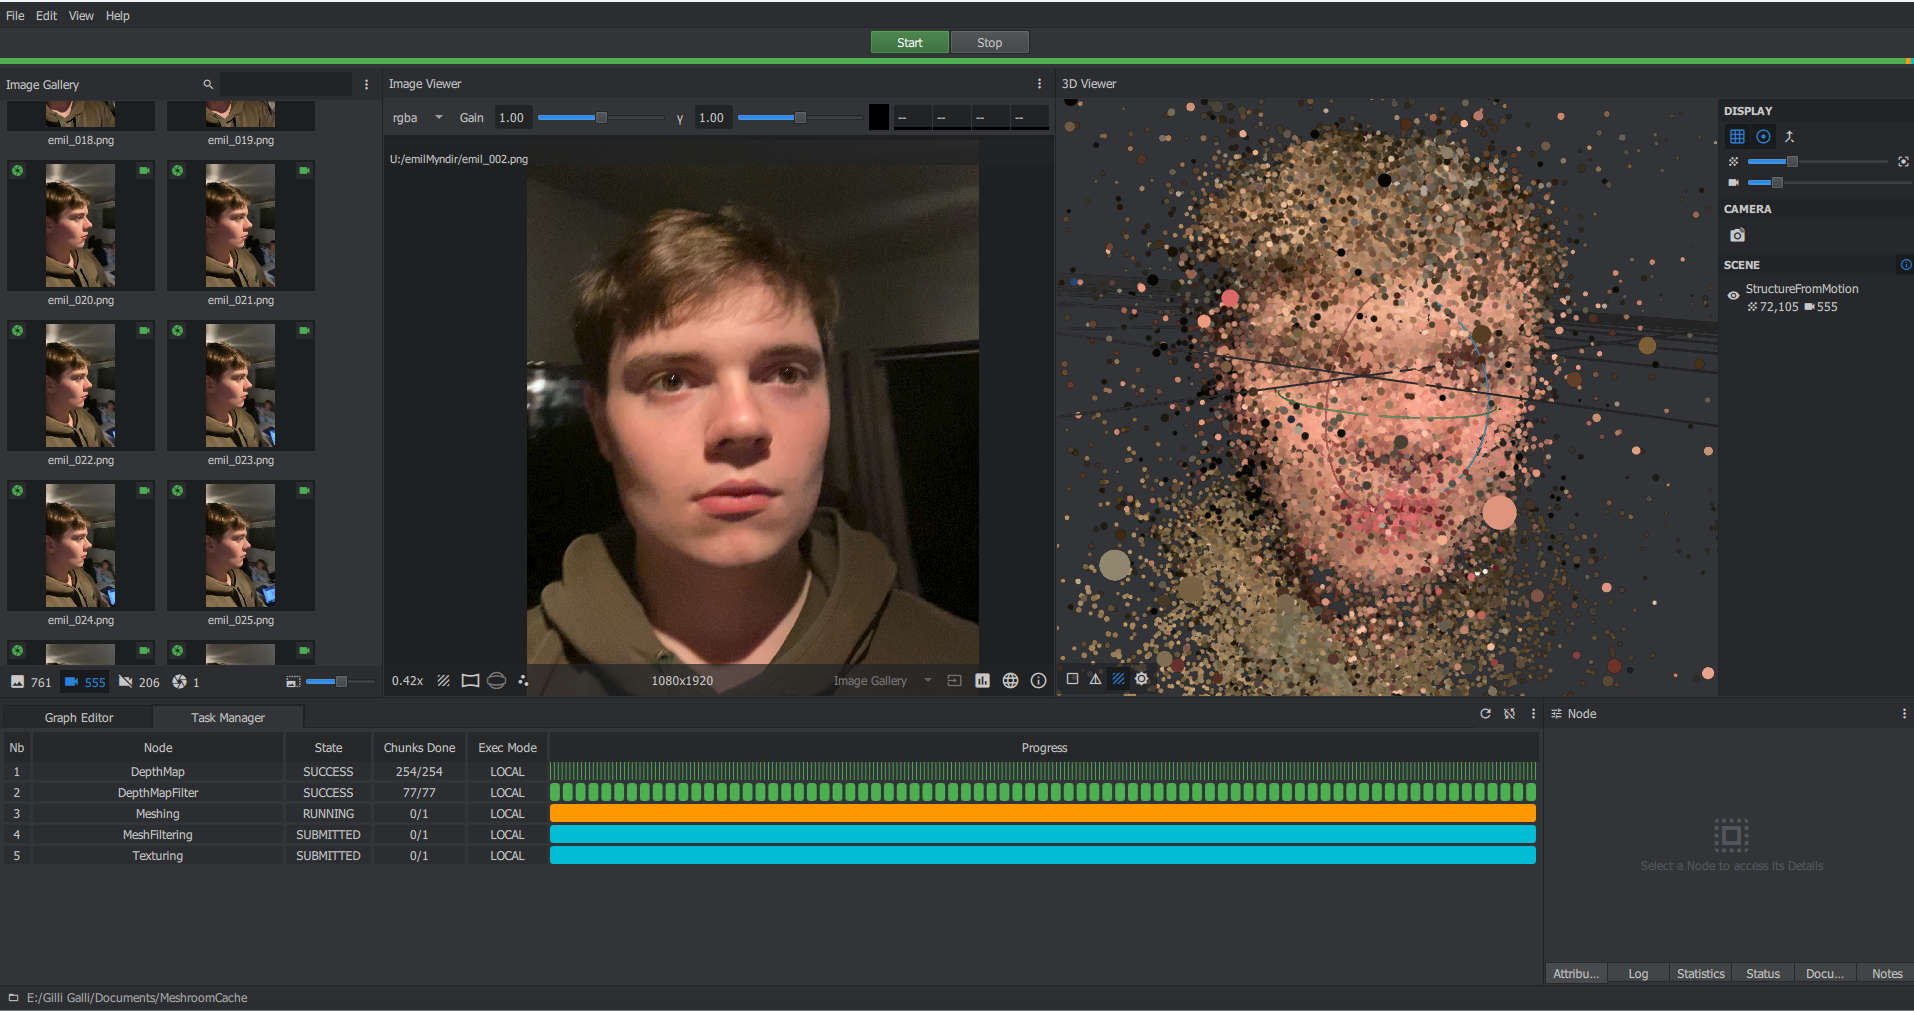 File Edit View Help
Start Stop
Image Gallery
emil_018.png emil_019.png
emil_020.png emil_021.png
emil_022.png emil_023.png
emil_024.png emil_025.png
761 555 206 1
Image Viewer
rgba Gain 1.00 γ 1.00 -- -- -- --
U:/emilMyndir/emil_002.png
0.42x 1080x1920 Image Gallery
3D Viewer
DISPLAY
CAMERA
SCENE
StructureFromMotion
72,105 555
Graph Editor Task Manager
Nb Node State Chunks Done Exec Mode Progress
1 DepthMap SUCCESS 254/254 LOCAL
2 DepthMapFilter SUCCESS 77/77 LOCAL
3 Meshing RUNNING 0/1 LOCAL
4 MeshFiltering SUBMITTED 0/1 LOCAL
5 Texturing SUBMITTED 0/1 LOCAL
Node
Select a Node to access its Details
Attribu... Log Statistics Status Docu... Notes
E:/Gilli Galli/Documents/MeshroomCache